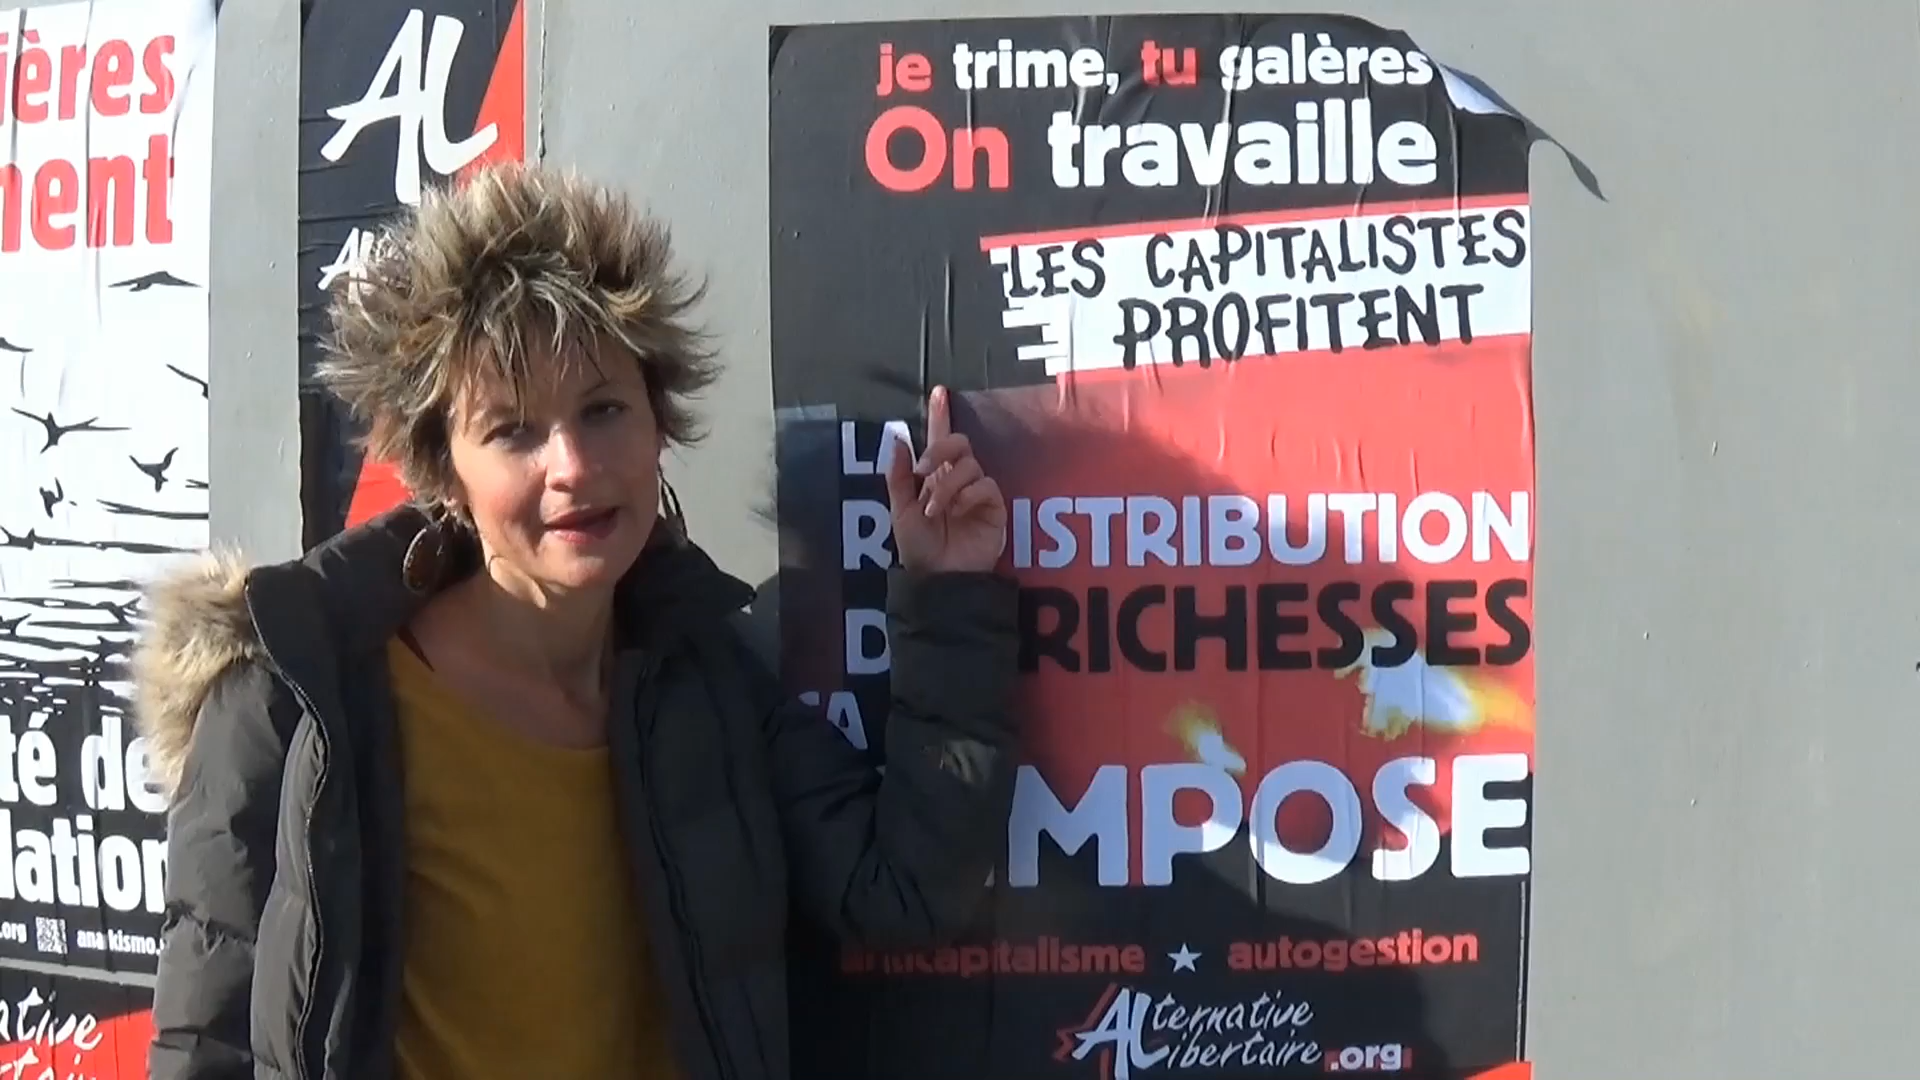 ières
ment
té de
lation
.org anarkismo.
AL
je trime, tu galères
On travaille
LES CAPITALISTES
PROFITENT
LA
ISTRIBUTION
RICHESSES
MPOSE
anticapitalisme ★ autogestion
ALternative
Libertaire.org